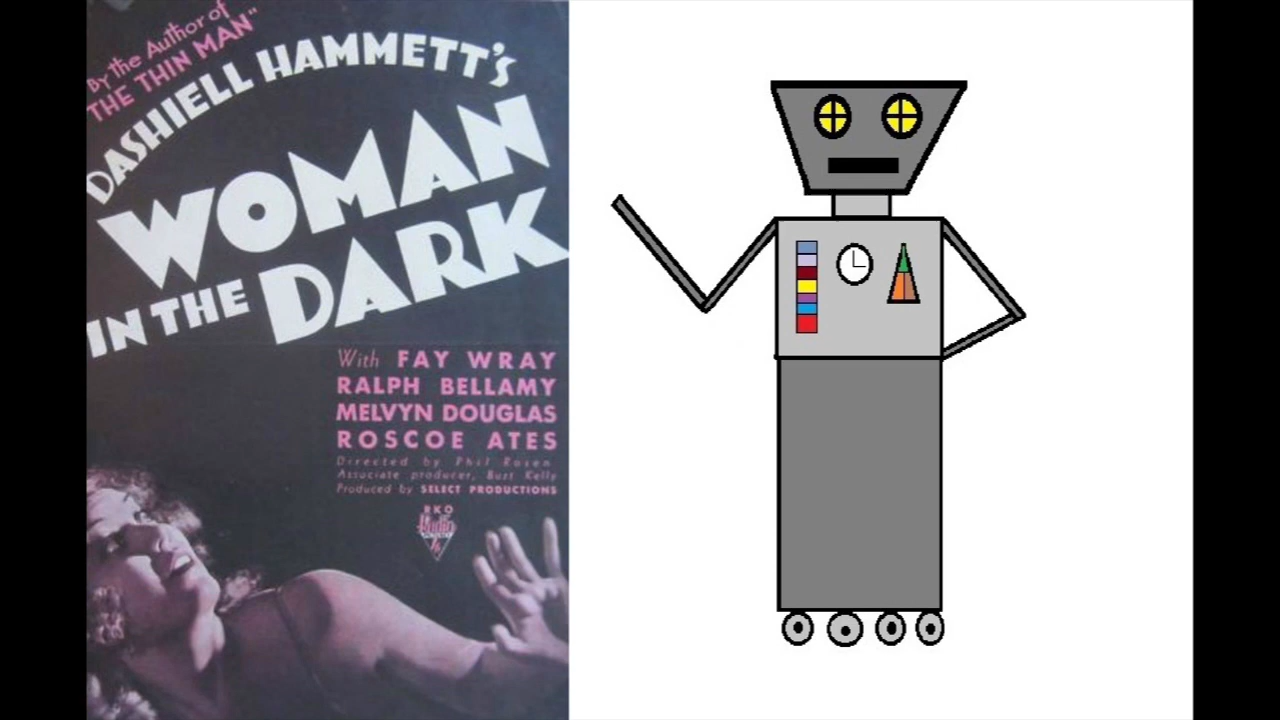 By the Author of
"THE THIN MAN"
DASHIELL HAMMETT'S
WOMAN
IN THE DARK
With FAY WRAY
RALPH BELLAMY
MELVYN DOUGLAS
ROSCOE ATES
Directed by Phil Rosen
Associate producer, Burt Kelly
Produced by SELECT PRODUCTIONS
RKO
Radio